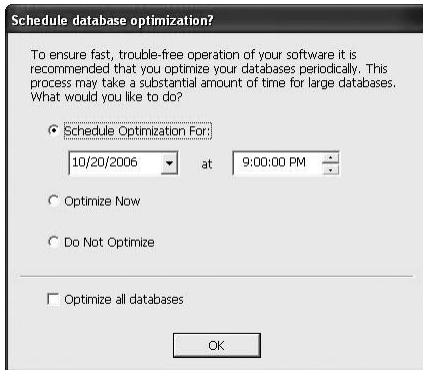 Schedule database optimization?
To ensure fast, trouble-free operation of your software it is
recommended that you optimize your databases periodically. This
process may take a substantial amount of time for large databases.
What would you like to do?
Schedule Optimization For:
10/20/2006 at 9:00:00 PM
Optimize Now
Do Not Optimize
Optimize all databases
OK